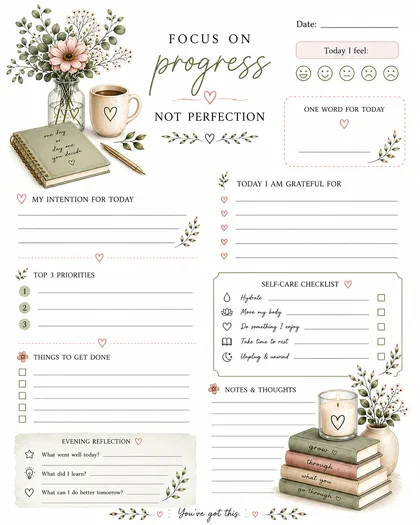 FOCUS ON
progress
NOT PERFECTION
Date:
Today I feel:
ONE WORD FOR TODAY
one day
or
day one
you decide
MY INTENTION FOR TODAY
TODAY I AM GRATEFUL FOR
TOP 3 PRIORITIES
1
2
3
SELF-CARE CHECKLIST
Hydrate
Move my body
Do something I enjoy
Take time to rest
Unplug & unwind
THINGS TO GET DONE
NOTES & THOUGHTS
EVENING REFLECTION
What went well today?
What did I learn?
What can I do better tomorrow?
grow
through
what you
go through
You've got this.